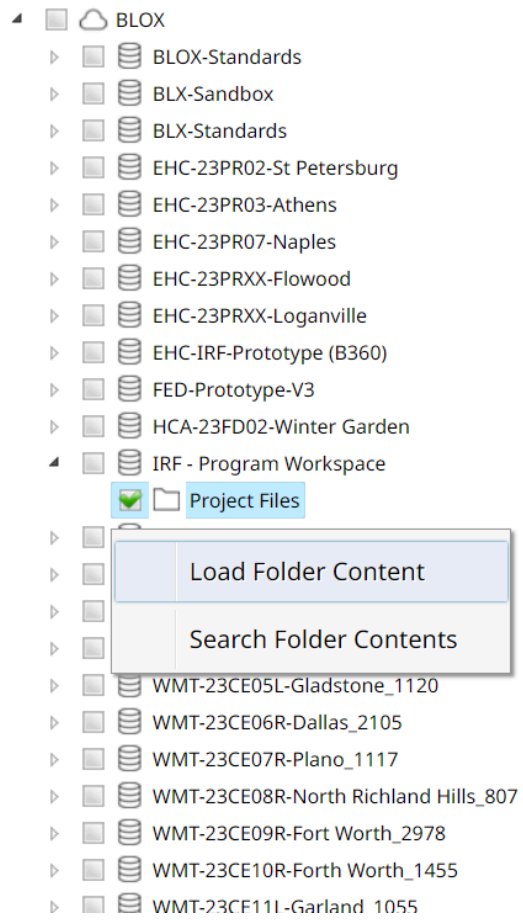 BLOX
BLOX-Standards
BLX-Sandbox
BLX-Standards
EHC-23PR02-St Petersburg
EHC-23PR03-Athens
EHC-23PR07-Naples
EHC-23PRXX-Flowood
EHC-23PRXX-Loganville
EHC-IRF-Prototype (B360)
FED-Prototype-V3
HCA-23FD02-Winter Garden
IRF - Program Workspace
Project Files
Load Folder Content
Search Folder Contents
WMT-23CE05L-Gladstone_1120
WMT-23CE06R-Dallas_2105
WMT-23CE07R-Plano_1117
WMT-23CE08R-North Richland Hills_807
WMT-23CE09R-Fort Worth_2978
WMT-23CE10R-Forth Worth_1455
WMT-23CE11L-Garland_1055